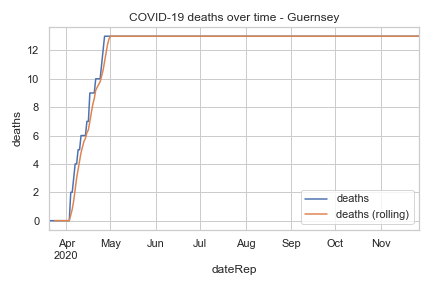 COVID-19 deaths over time - Guernsey
deaths
12
10
8
6
4
2
0
deaths
deaths (rolling)
Apr May Jun Jul Aug Sep Oct Nov
2020
dateRep